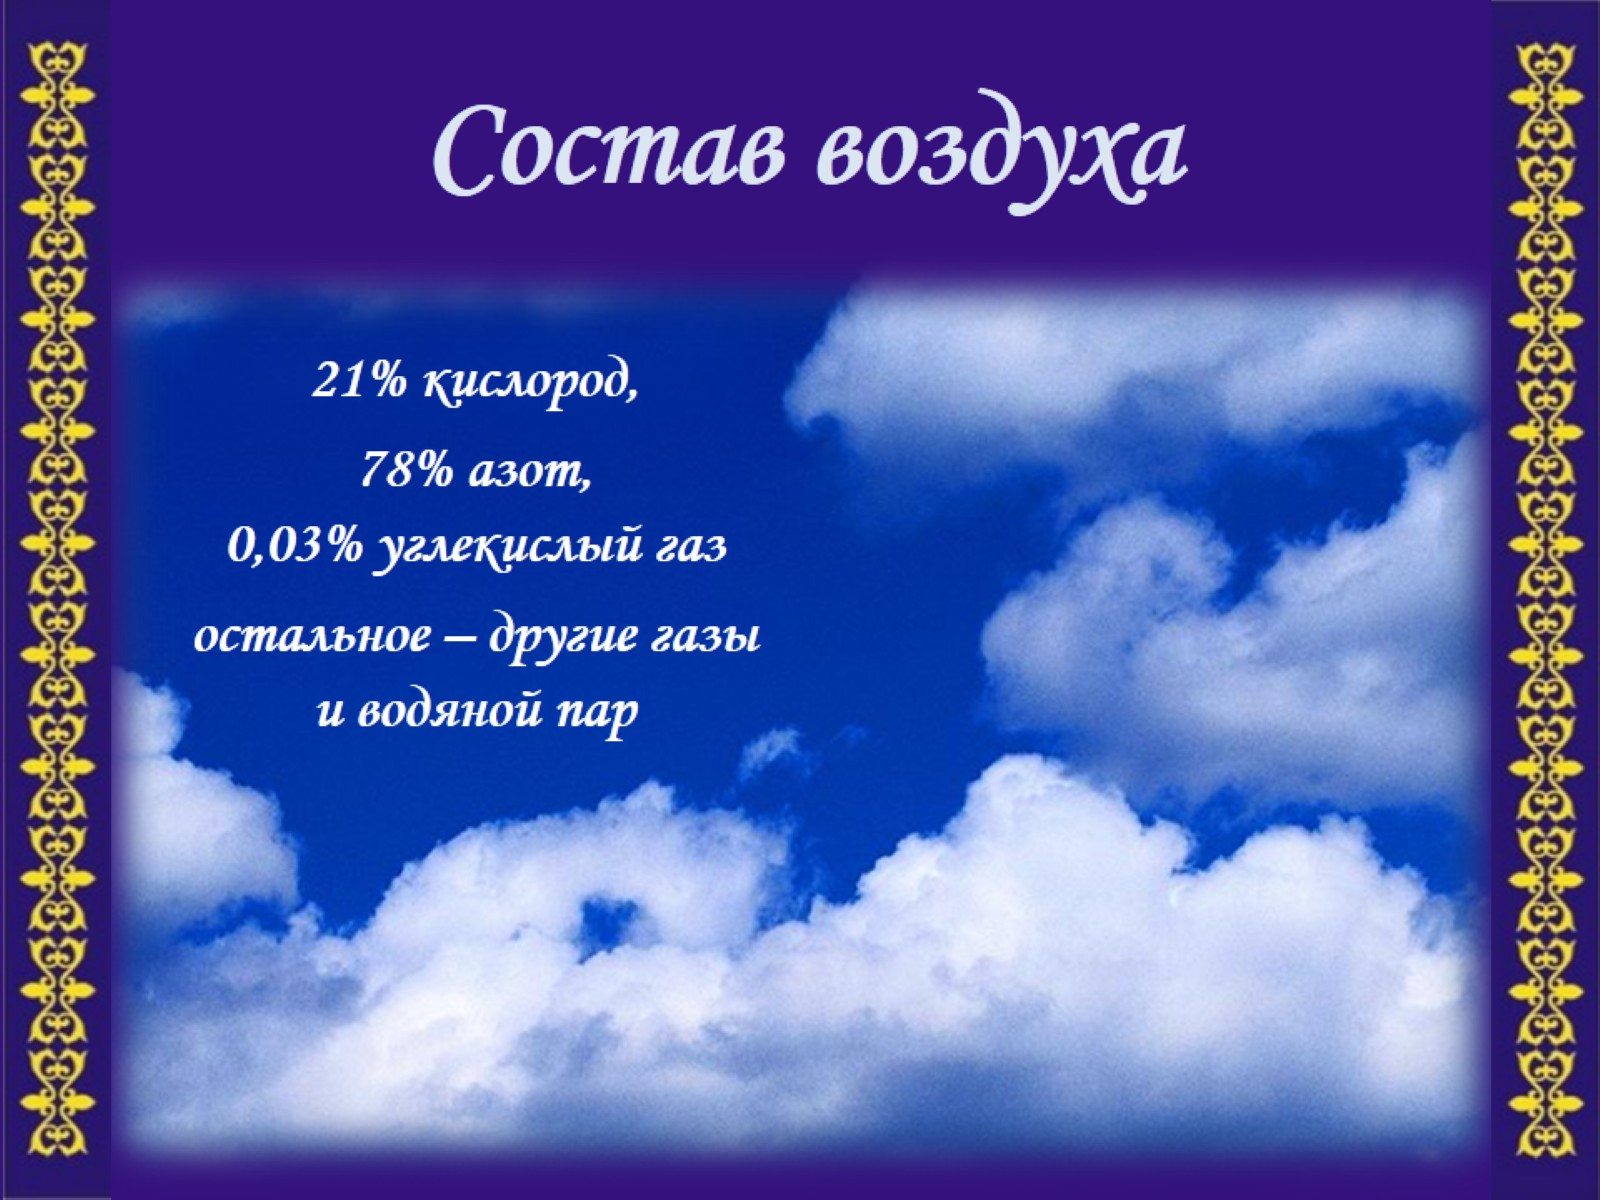 Состав воздуха
21% кислород,
78% азот,
0,03% углекислый газ
остальное – другие газы
и водяной пар